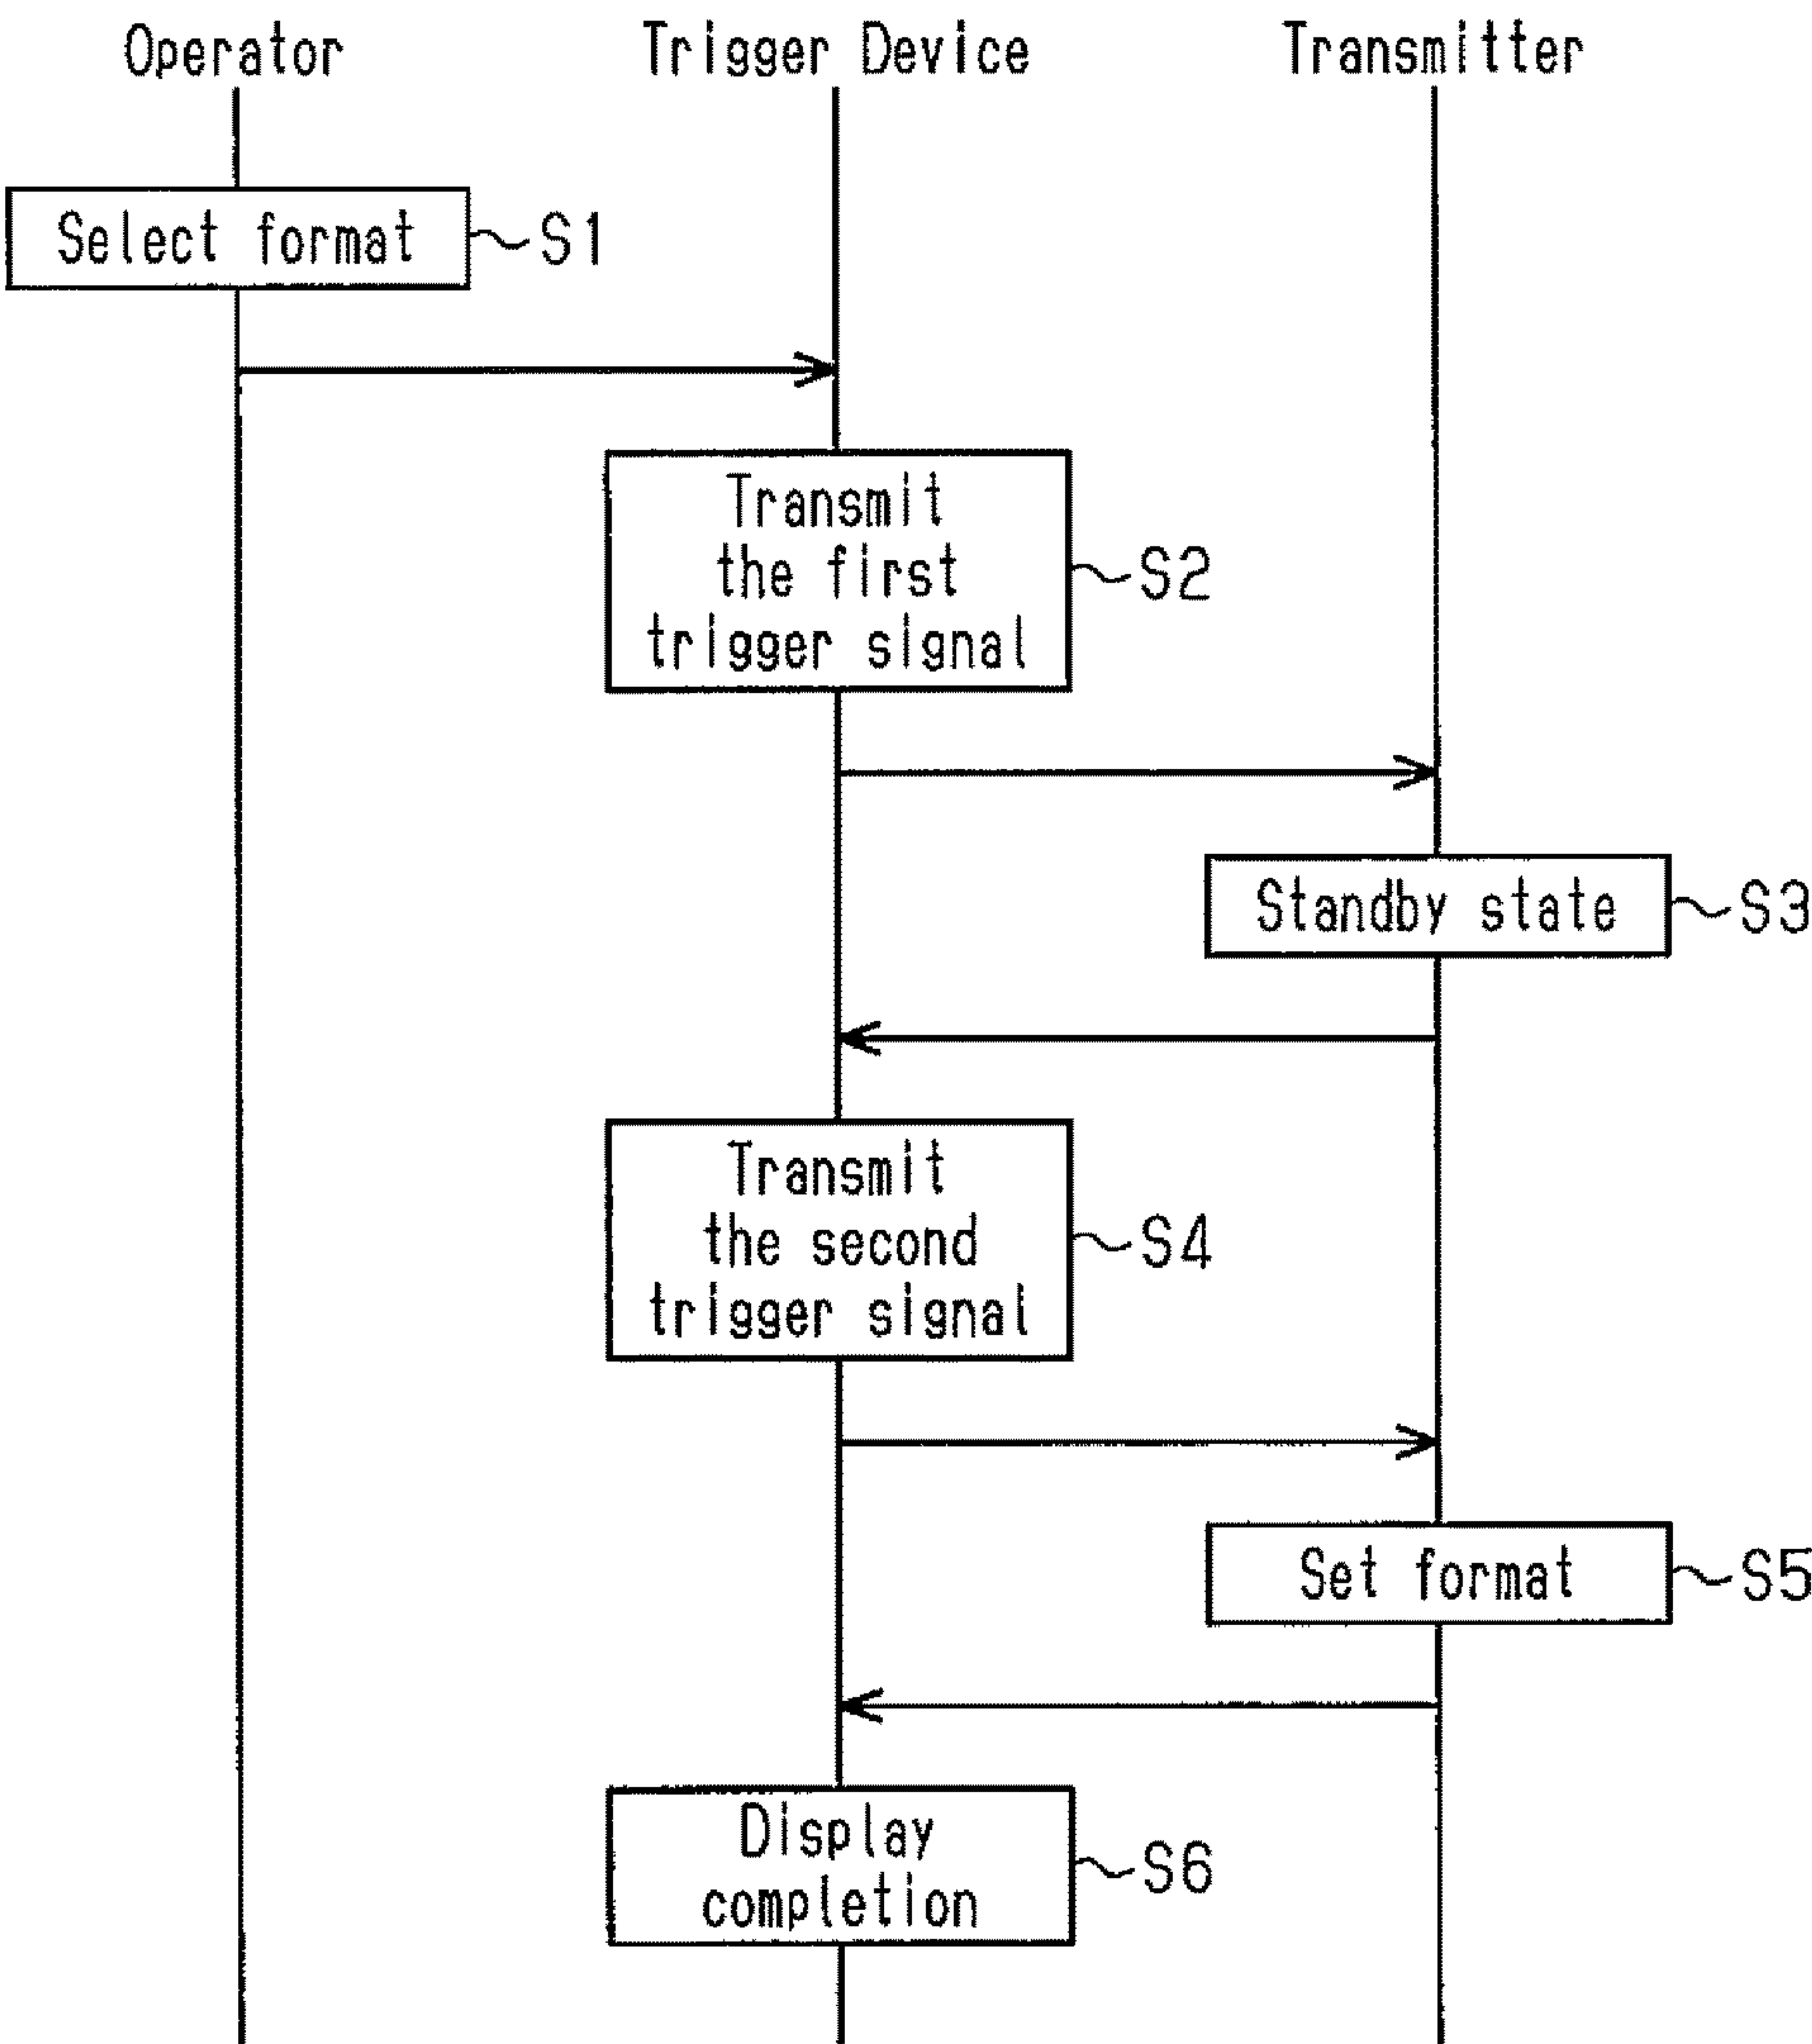 Operator
Trigger Device
Transmitter
Select format
S1
Transmit
the first
trigger signal
S2
Standby state
S3
Transmit
the second
trigger signal
S4
Set format
S5
Display
completion
S6